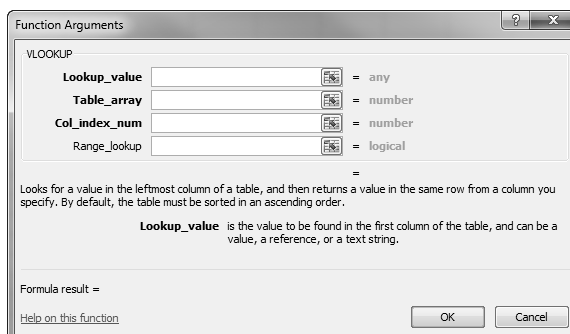 Function Arguments
VLOOKUP
Lookup_value = any
Table_array = number
Col_index_num = number
Range_lookup = logical
=
Looks for a value in the leftmost column of a table, and then returns a value in the same row from a column you
specify. By default, the table must be sorted in an ascending order.
Lookup_value is the value to be found in the first column of the table, and can be a
value, a reference, or a text string.
Formula result =
Help on this function OK Cancel